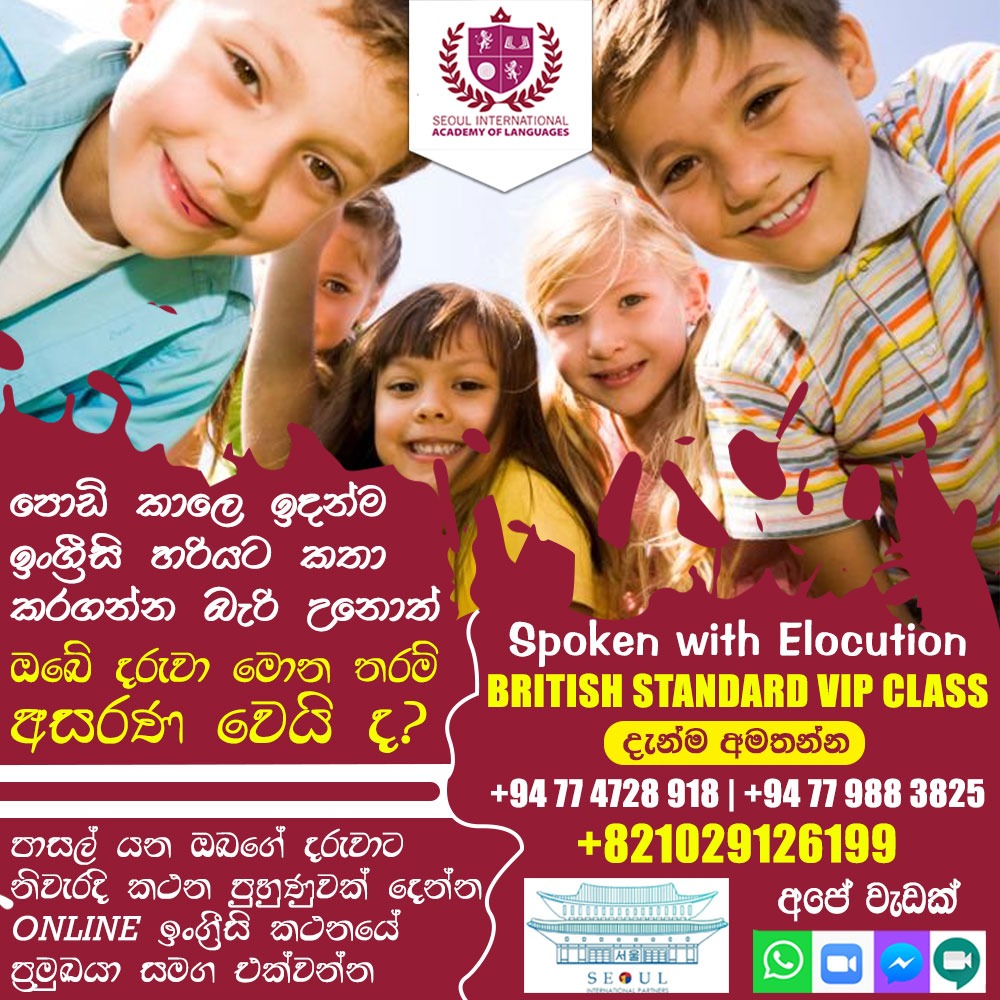 SEOUL INTERNATIONAL
ACADEMY OF LANGUAGES
පොඩි කාලෙ ඉඳන්ම
ඉංග්‍රීසි හරියට කතා
කරගන්න බැරි උනොත්
ඔබේ දරුවා මොන තරම්
අසරණ වෙයි ද?
පාසල් යන ඔබගේ දරුවාට
නිවැරදි කථන පුහුණුවක් දෙන්න
ONLINE ඉංග්‍රීසි කථනයේ
ප්‍රමුඛයා සමග එක්වන්න
Spoken with Elocution
BRITISH STANDARD VIP CLASS
දැන්ම අමතන්න
+94 77 4728 918 | +94 77 988 3825
+821029126199
අපේ වැඩක්
서울
SEOUL
INTERNATIONAL PARTNERS